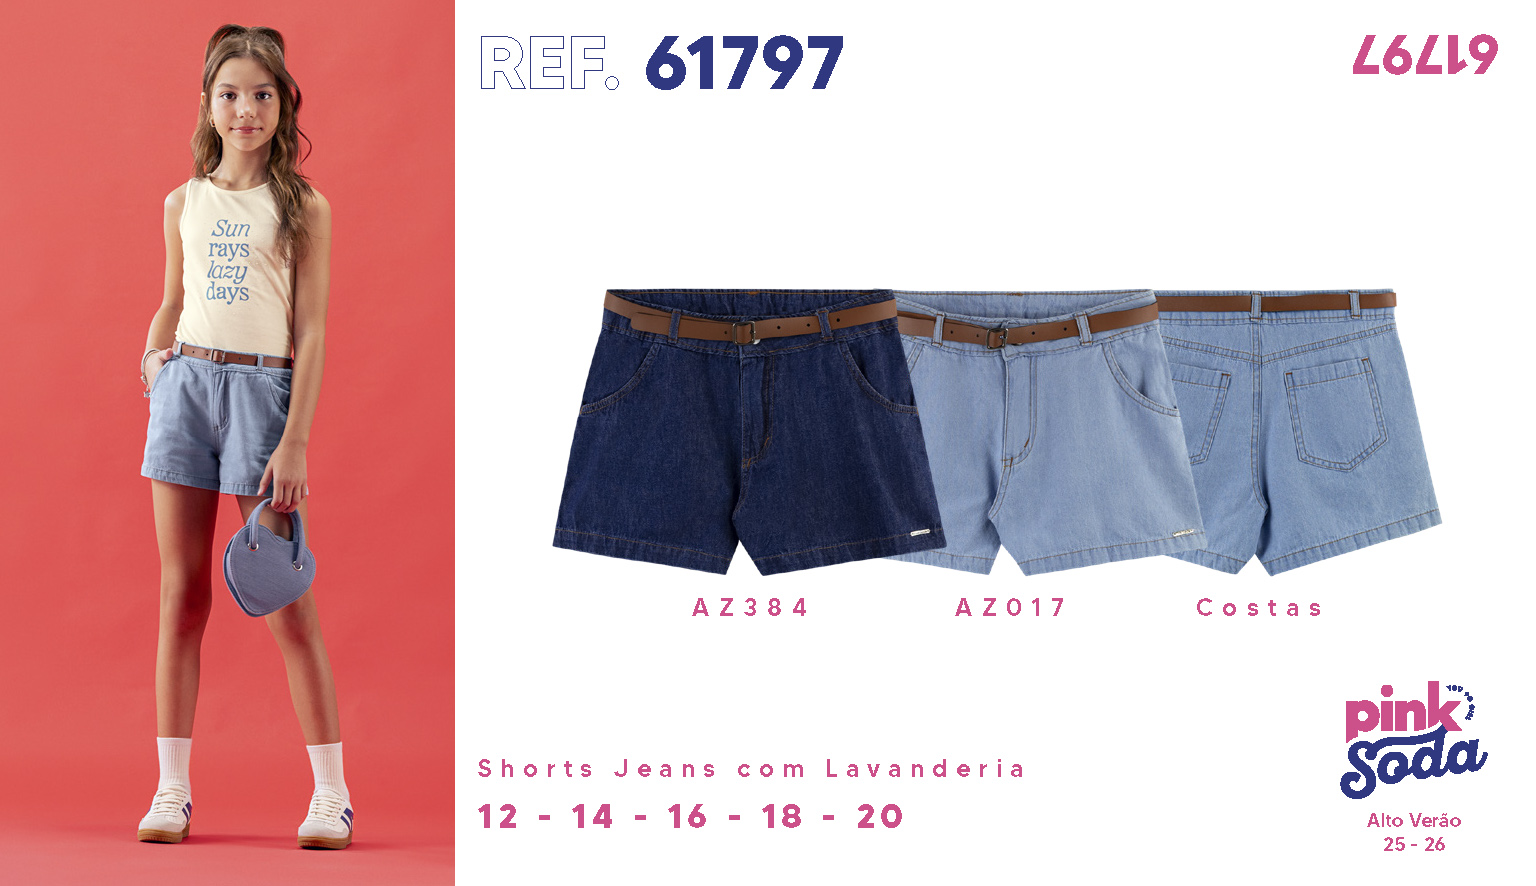 REF. 61797
61797
Sun
rays
lazy
days
AZ384
AZ017
Costas
Shorts Jeans com Lavanderia
12 - 14 - 16 - 18 - 20
pink
Soda
Alto Verão
25 - 26